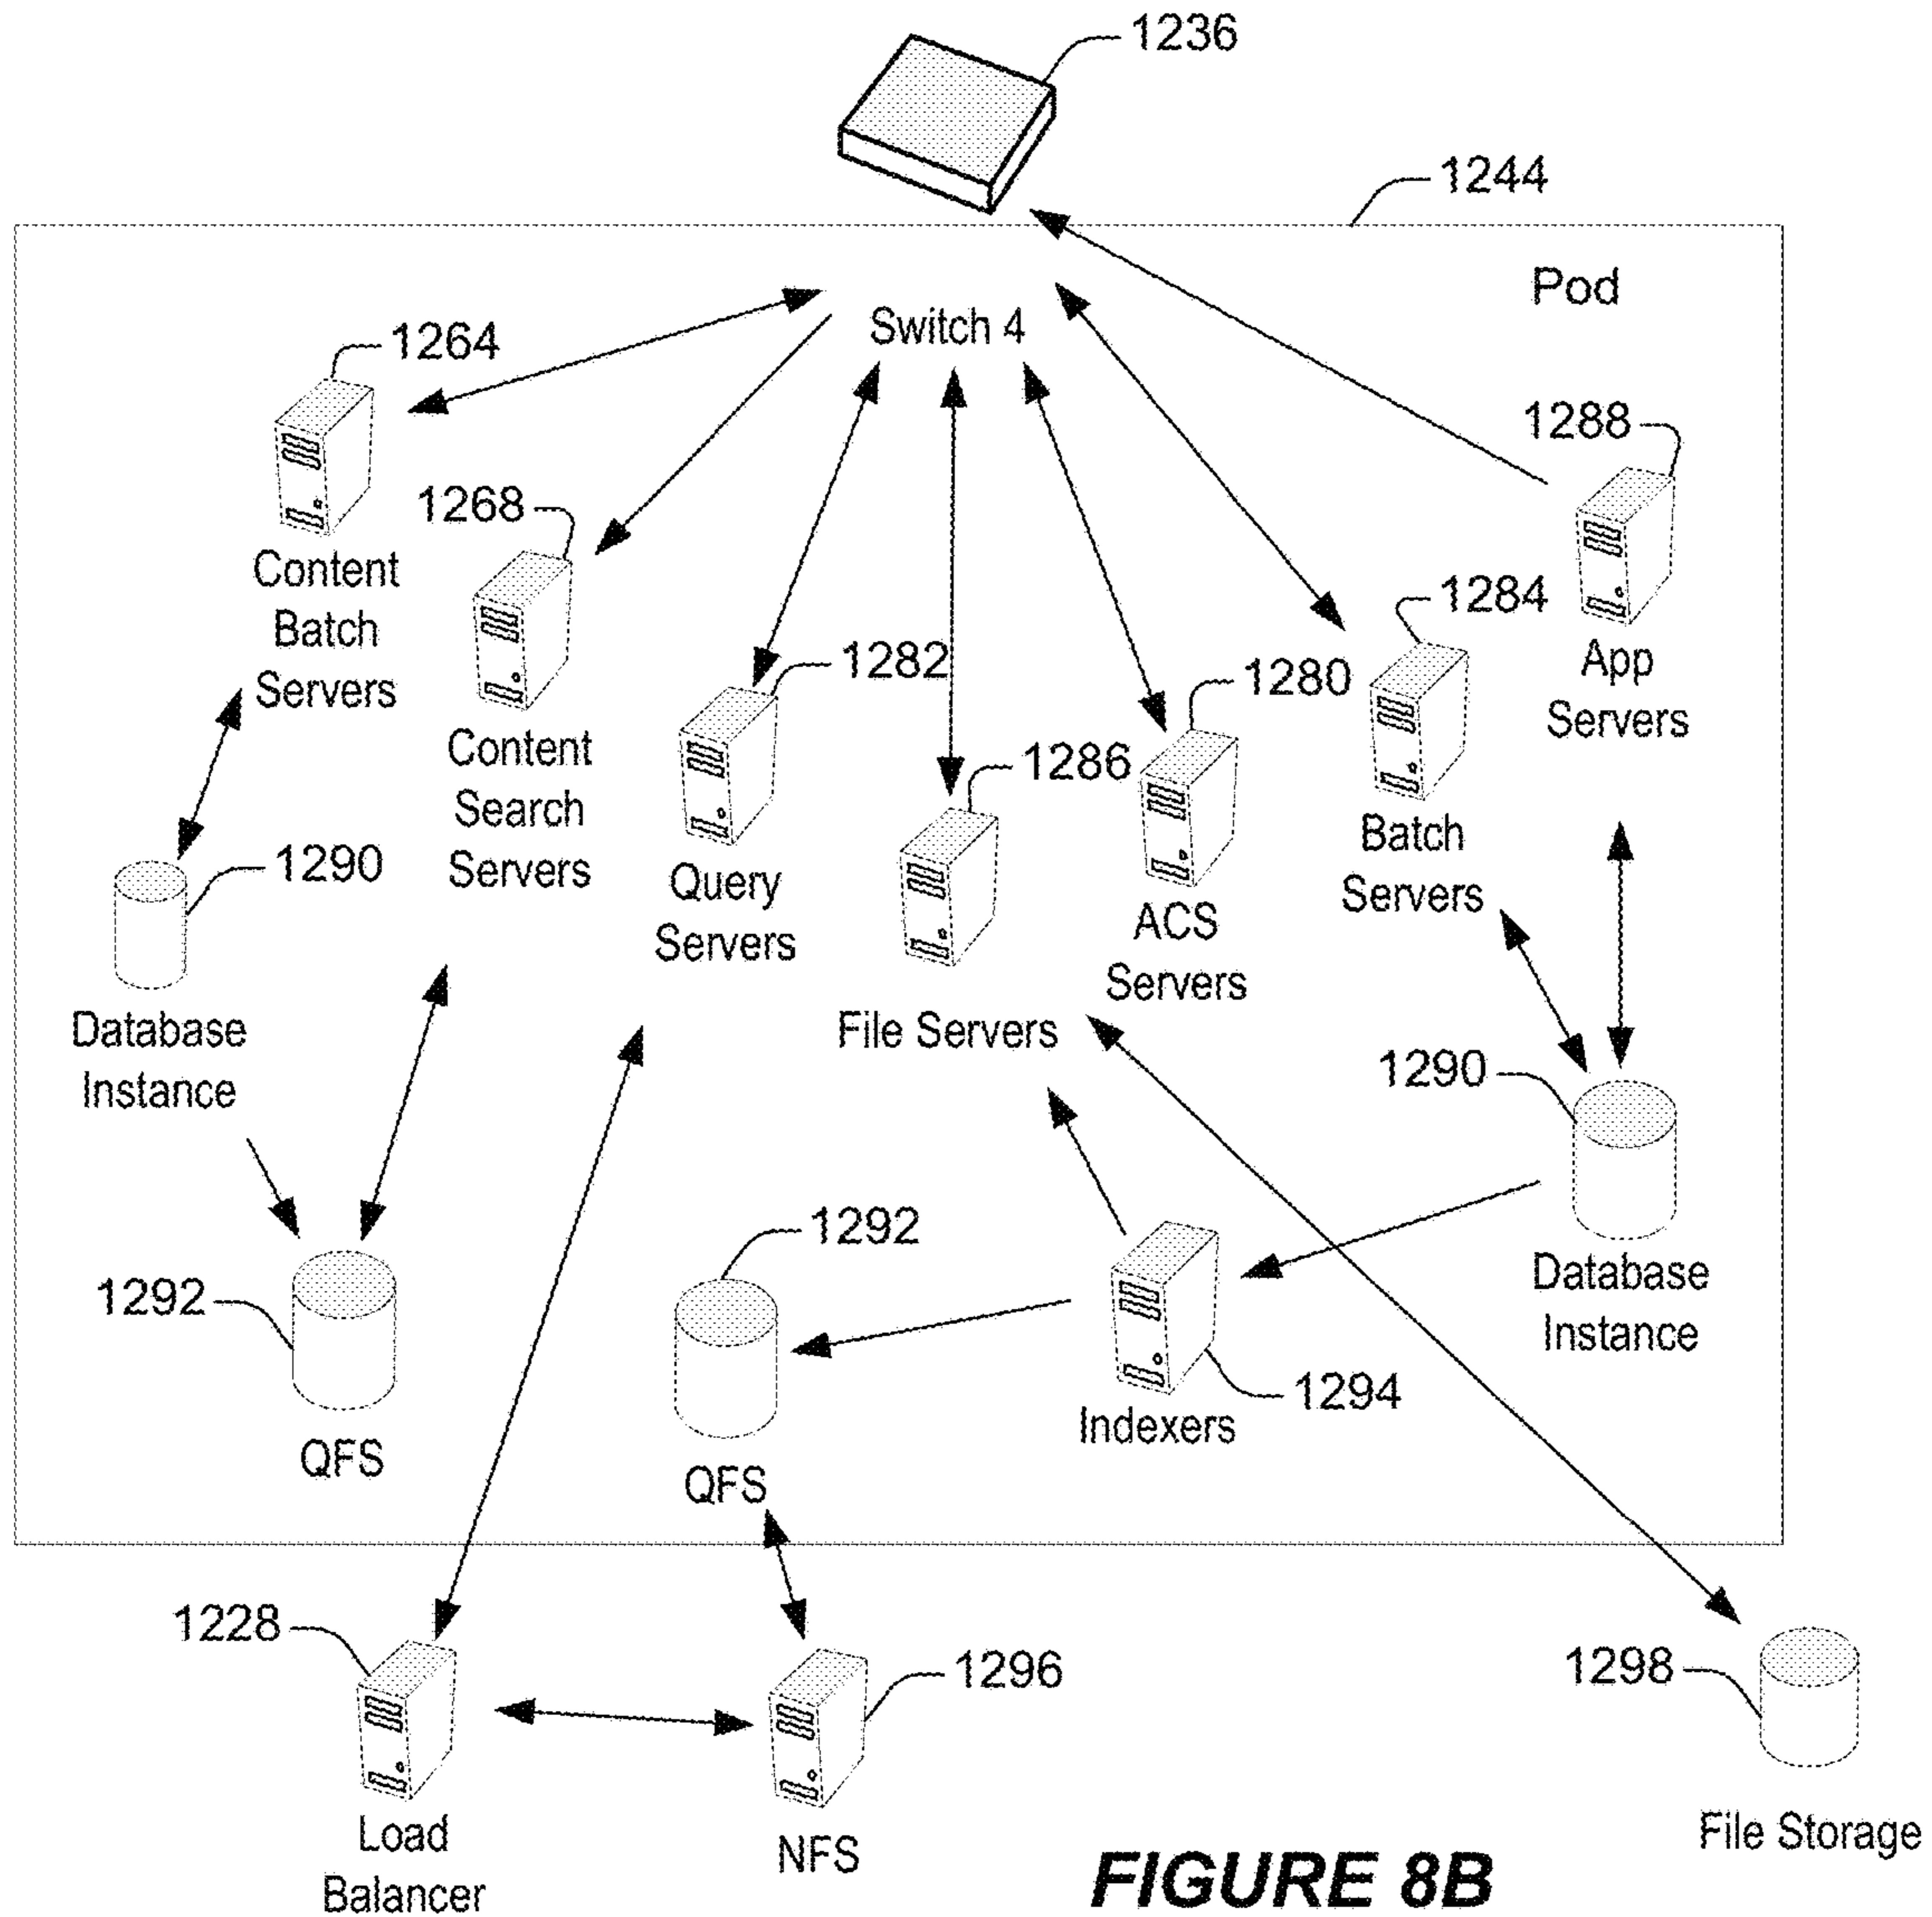 1236
1244
Pod
Switch 4
1264
1288
1268
Content
Batch
Servers
1284
App
Servers
1282
1280
Content
Search
Servers
1286
Batch
Servers
1290
Query
Servers
ACS
Servers
Database
Instance
File Servers
1290
1292
Database
Instance
1292
1294
Indexers
QFS
QFS
1228
1296
1298
Load
Balancer
NFS
File Storage
FIGURE 8B